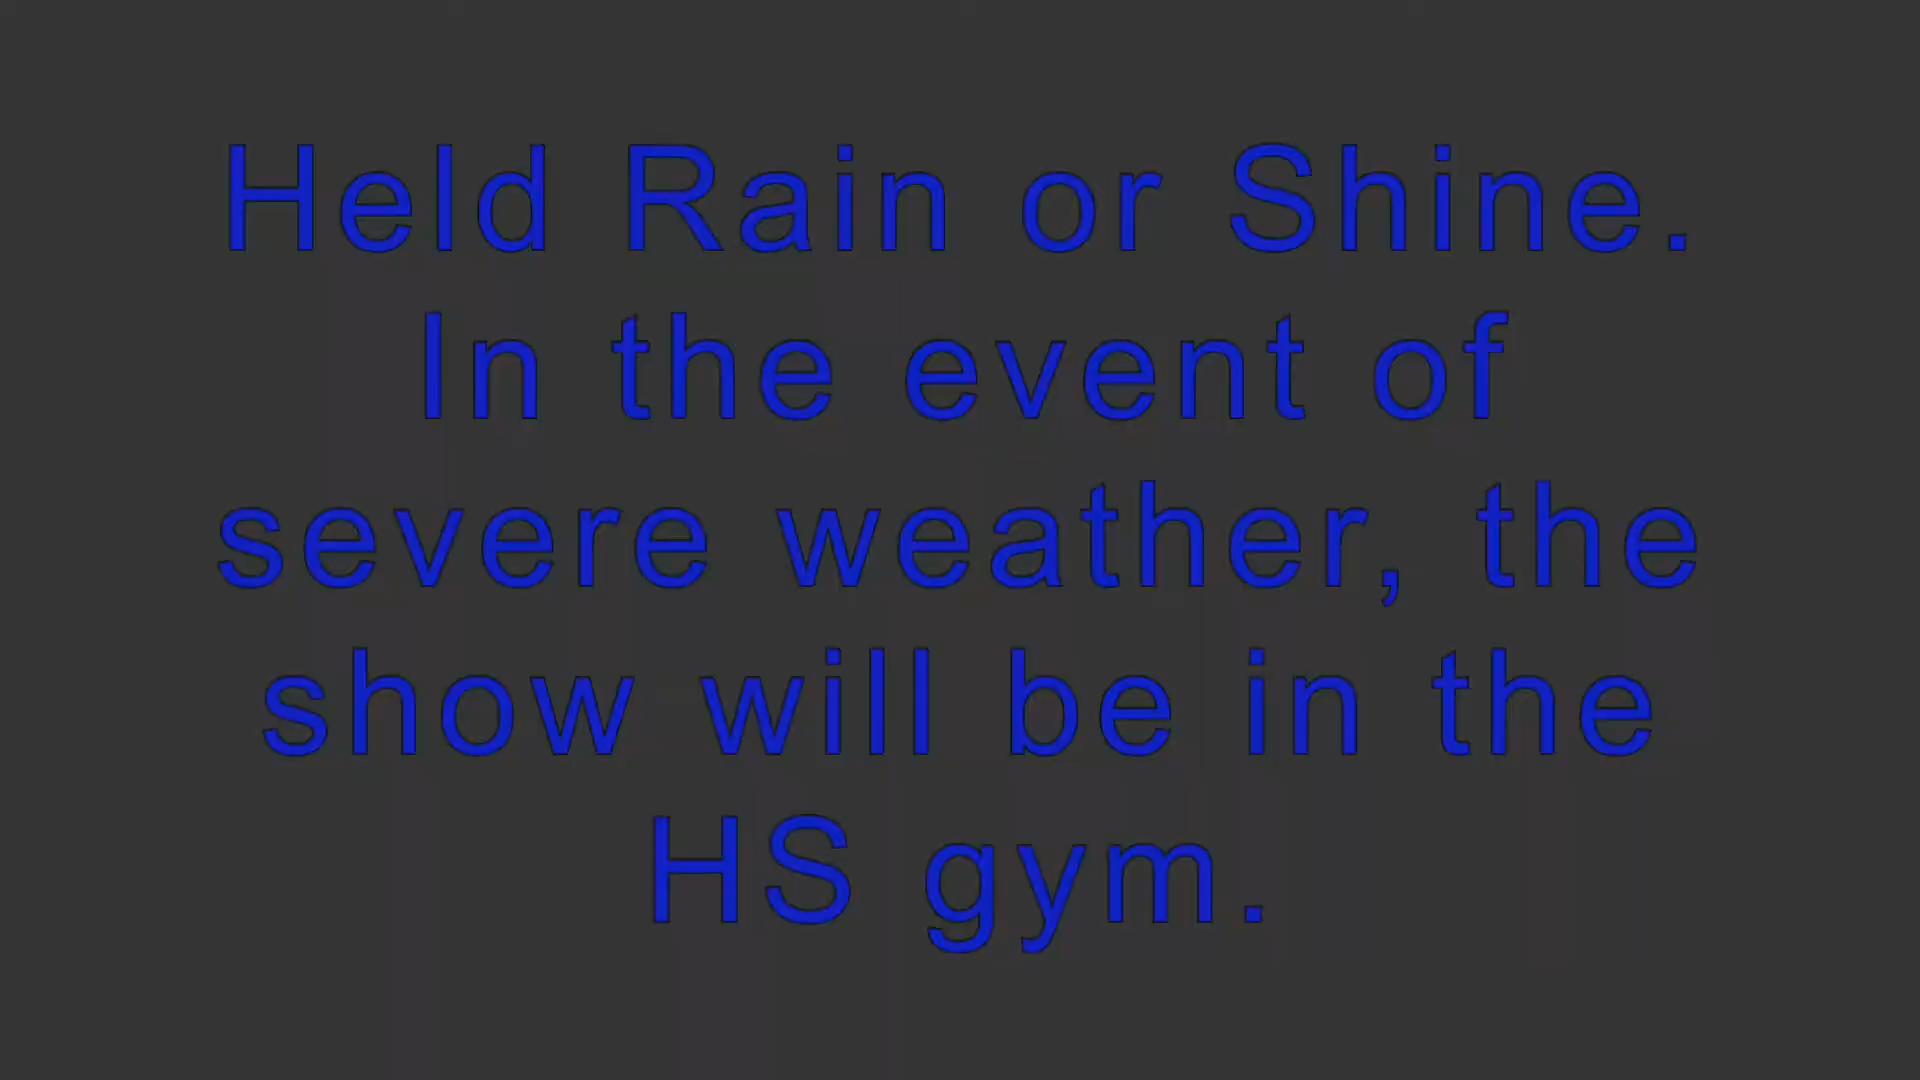 Held Rain or Shine.
In the event of
severe weather, the
show will be in the
HS gym.